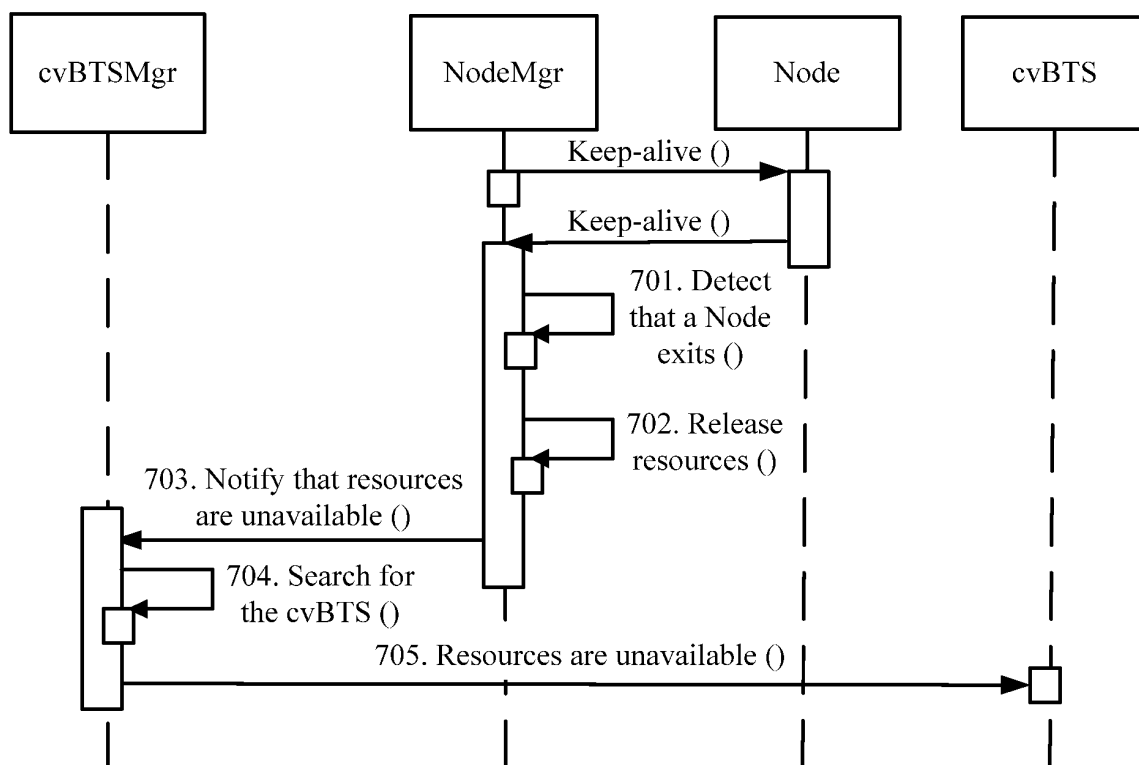 cvBTSMgr
NodeMgr
Node
cvBTS
Keep-alive ()
Keep-alive ()
701. Detect
that a Node
exits ()
702. Release
resources ()
703. Notify that resources
are unavailable ()
704. Search for
the cvBTS ()
705. Resources are unavailable ()